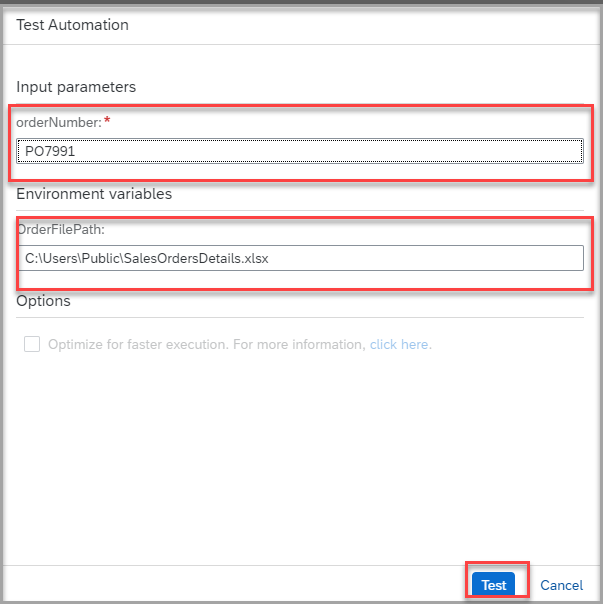 Test Automation
Input parameters
orderNumber: *
PO7991
Environment variables
OrderFilePath:
C:\Users\Public\SalesOrdersDetails.xlsx
Options
Optimize for faster execution. For more information, click here.
Test Cancel